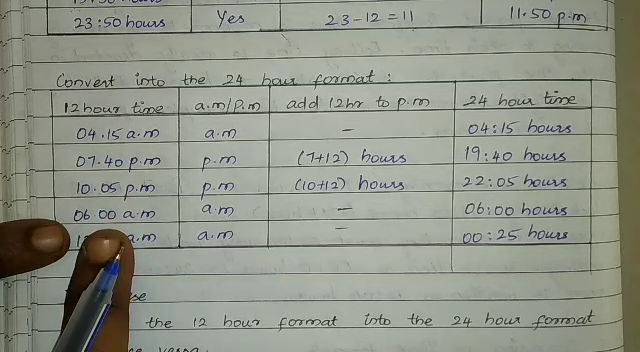 23:50 hours Yes 23-12=11 11.50 p.m
Convert into the 24 hour format:
12 hour time a.m/P.m add 12hr to p.m 24 hour time
04.15 a.m a.m — 04:15 hours
07.40 p.m p.m (7+12) hours 19:40 hours
10.05 p.m p.m (10+12) hours 22:05 hours
06.00 a.m a.m — 06:00 hours
a.m a.m — 00:25 hours
the 12 hour format into the 24 hour format